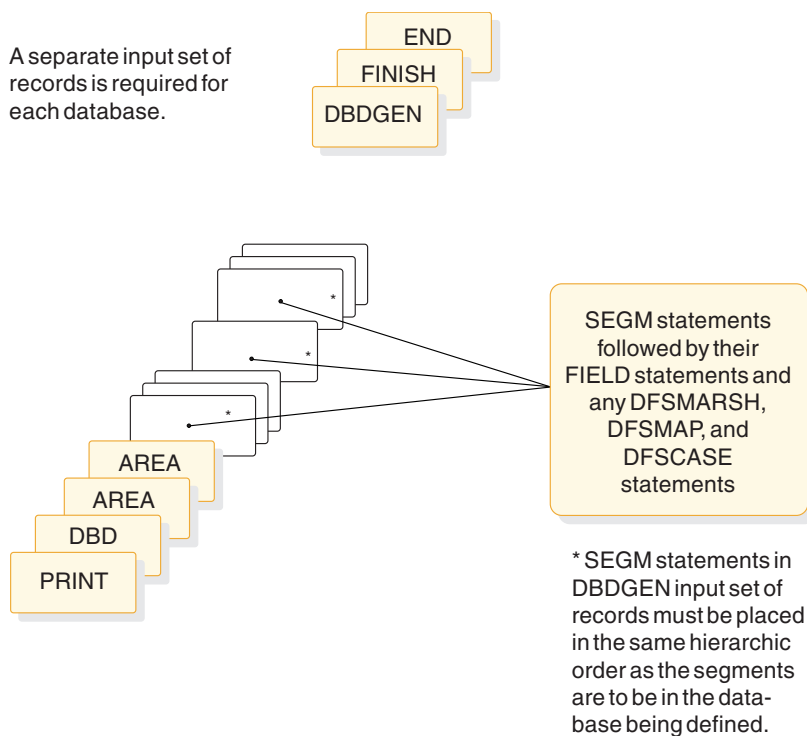 A separate input set of
records is required for
each database.
END
FINISH
DBDGEN
*
*
*
AREA
AREA
DBD
PRINT
SEGM statements
followed by their
FIELD statements and
any DFSMARSH,
DFSMAP, and
DFSCASE
statements
* SEGM statements in
DBDGEN input set of
records must be placed
in the same hierarchic
order as the segments
are to be in the data-
base being defined.